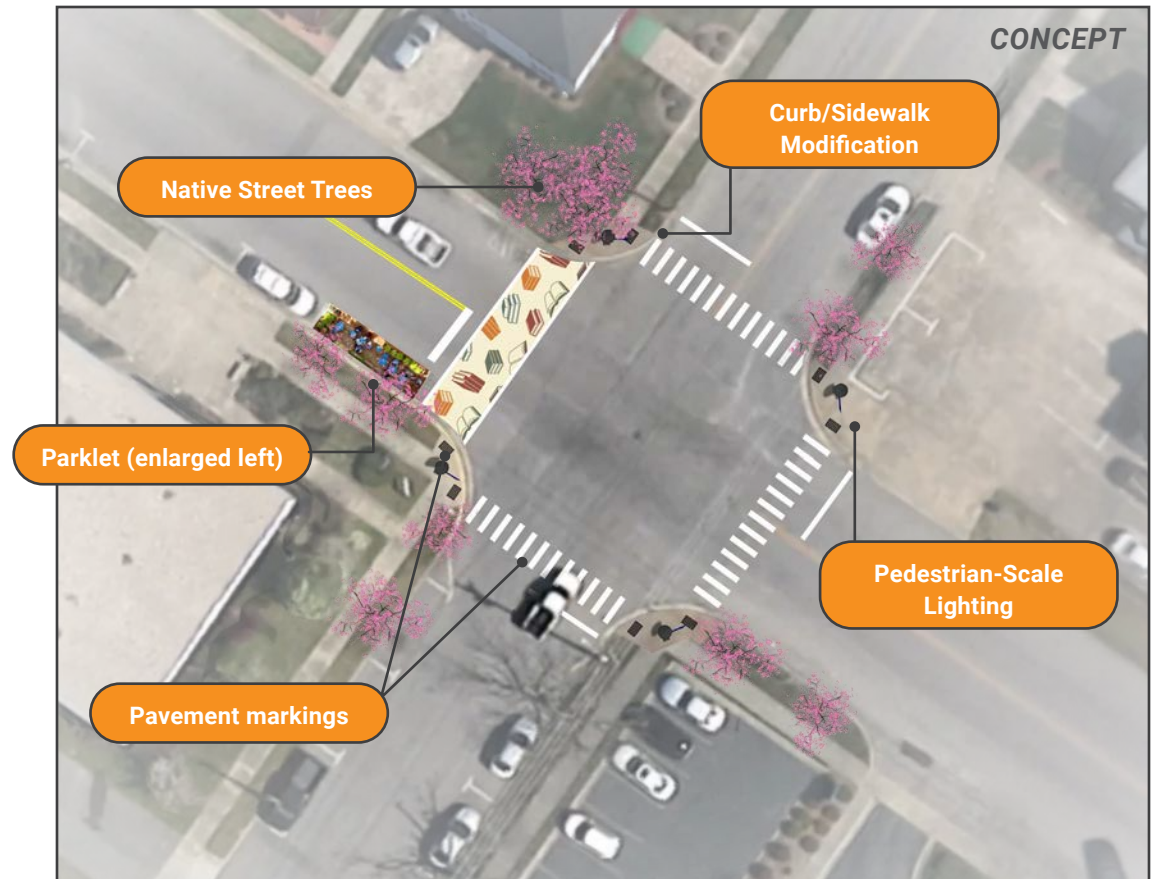 CONCEPT
Curb/Sidewalk
Modification
Native Street Trees
Parklet (enlarged left)
Pedestrian-Scale
Lighting
Pavement markings